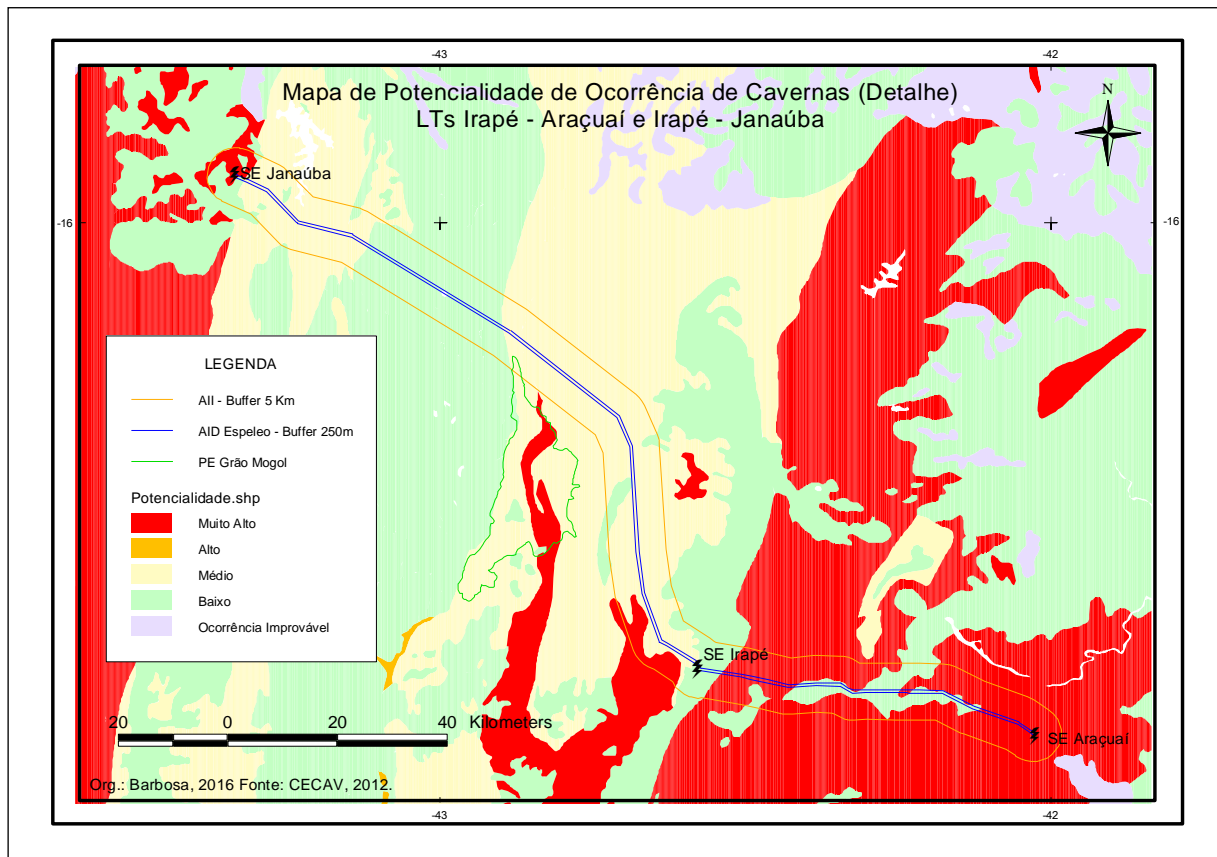 -43
-42
Mapa de Potencialidade de Ocorrência de Cavernas (Detalhe)
LTs Irapé - Araçuaí e Irapé - Janaúba
N
SE Janaúba
-16
-16
LEGENDA
AII - Buffer 5 Km
AID Espeleo - Buffer 250m
PE Grão Mogol
Potencialidade.shp
Muito Alto
Alto
Médio
Baixo
Ocorrência Improvável
SE Irapé
20 0 20 40 Kilometers
SE Araçuaí
Org.: Barbosa, 2016 Fonte: CECAV, 2012.
-43
-42